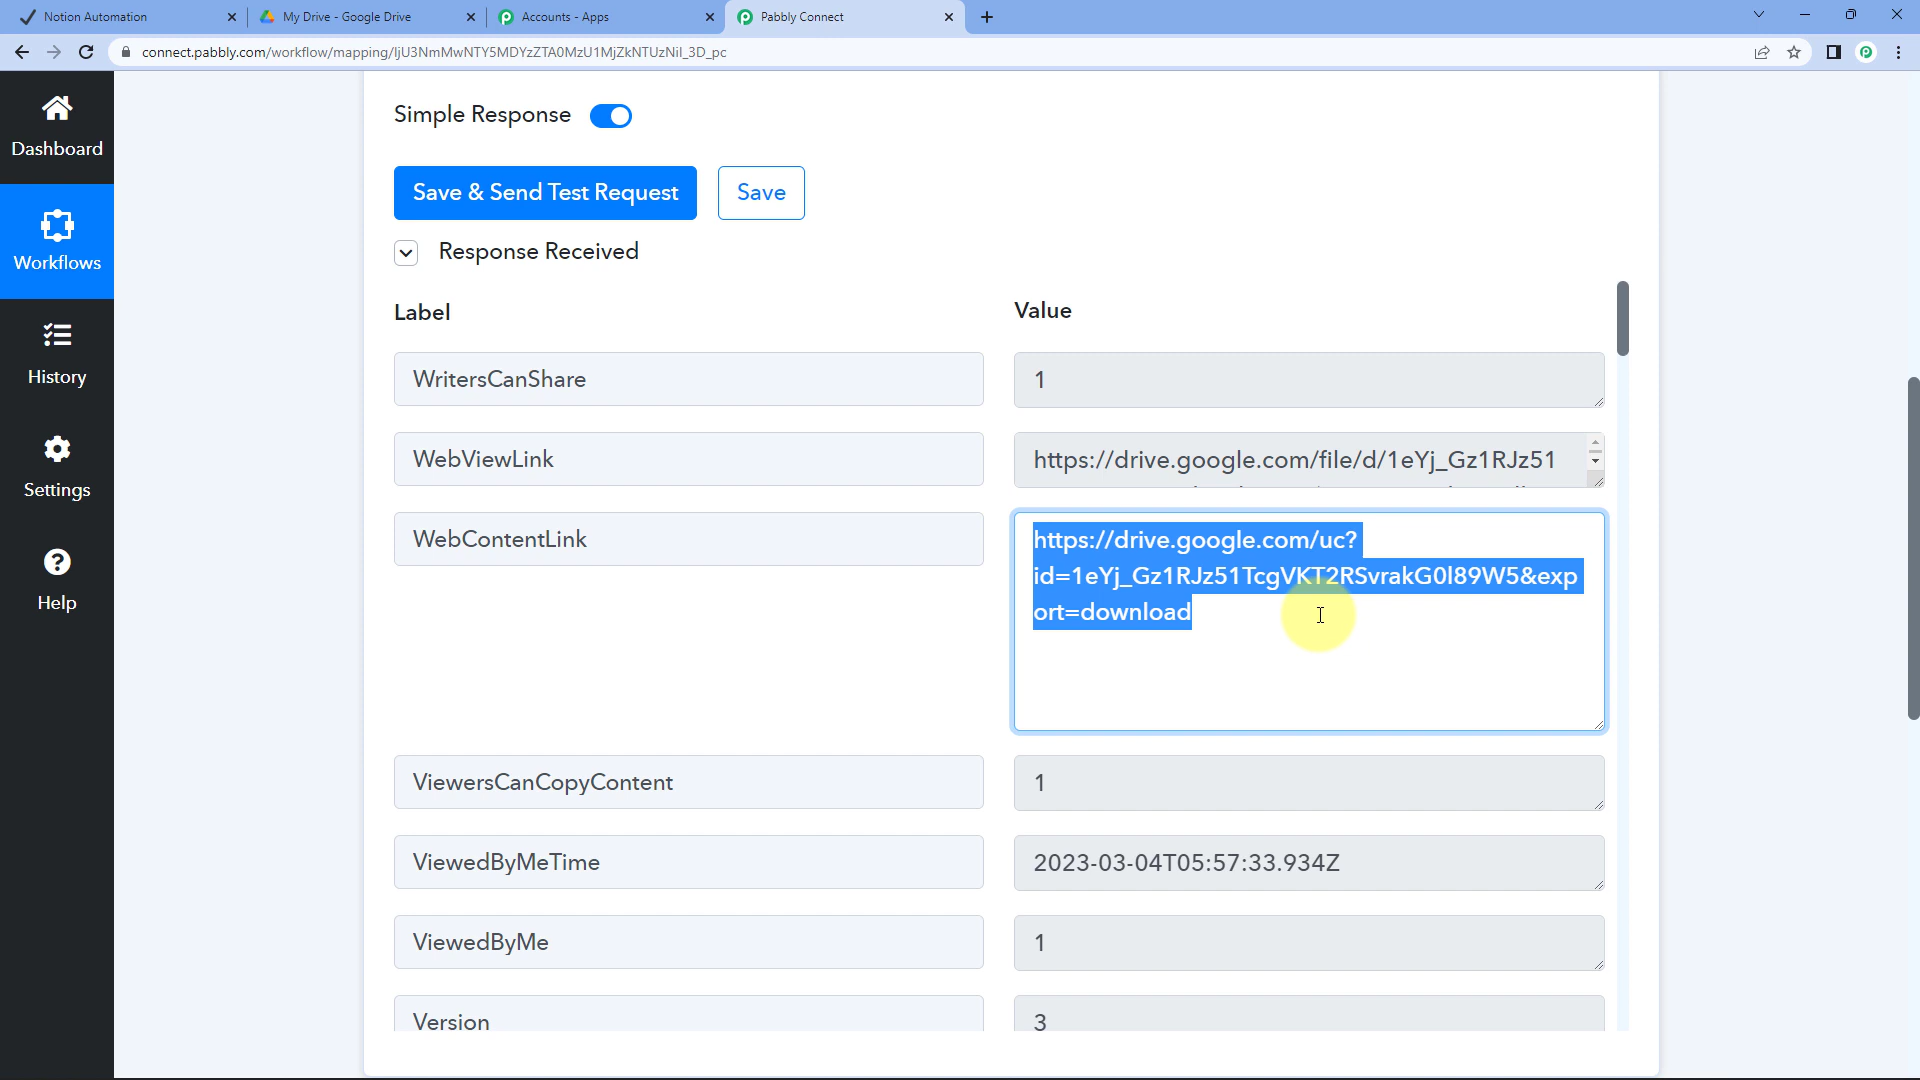 Notion Automation
My Drive - Google Drive
Accounts - Apps
Pabbly Connect
connect.pabbly.com/workflow/mapping/IjU3NmMwNTY5MDYzZTA0MzU1MjZkNTUzNiI_3D_pc
Dashboard
Workflows
History
Settings
Help
Simple Response
Save & Send Test Request
Save
Response Received
Label
Value
WritersCanShare
1
WebViewLink
https://drive.google.com/file/d/1eYj_Gz1RJz51
WebContentLink
https://drive.google.com/uc?
id=1eYj_Gz1RJz51TcgVKT2RSvrakG0l89W5&exp
ort=download
ViewersCanCopyContent
1
ViewedByMeTime
2023-03-04T05:57:33.934Z
ViewedByMe
1
Version
3